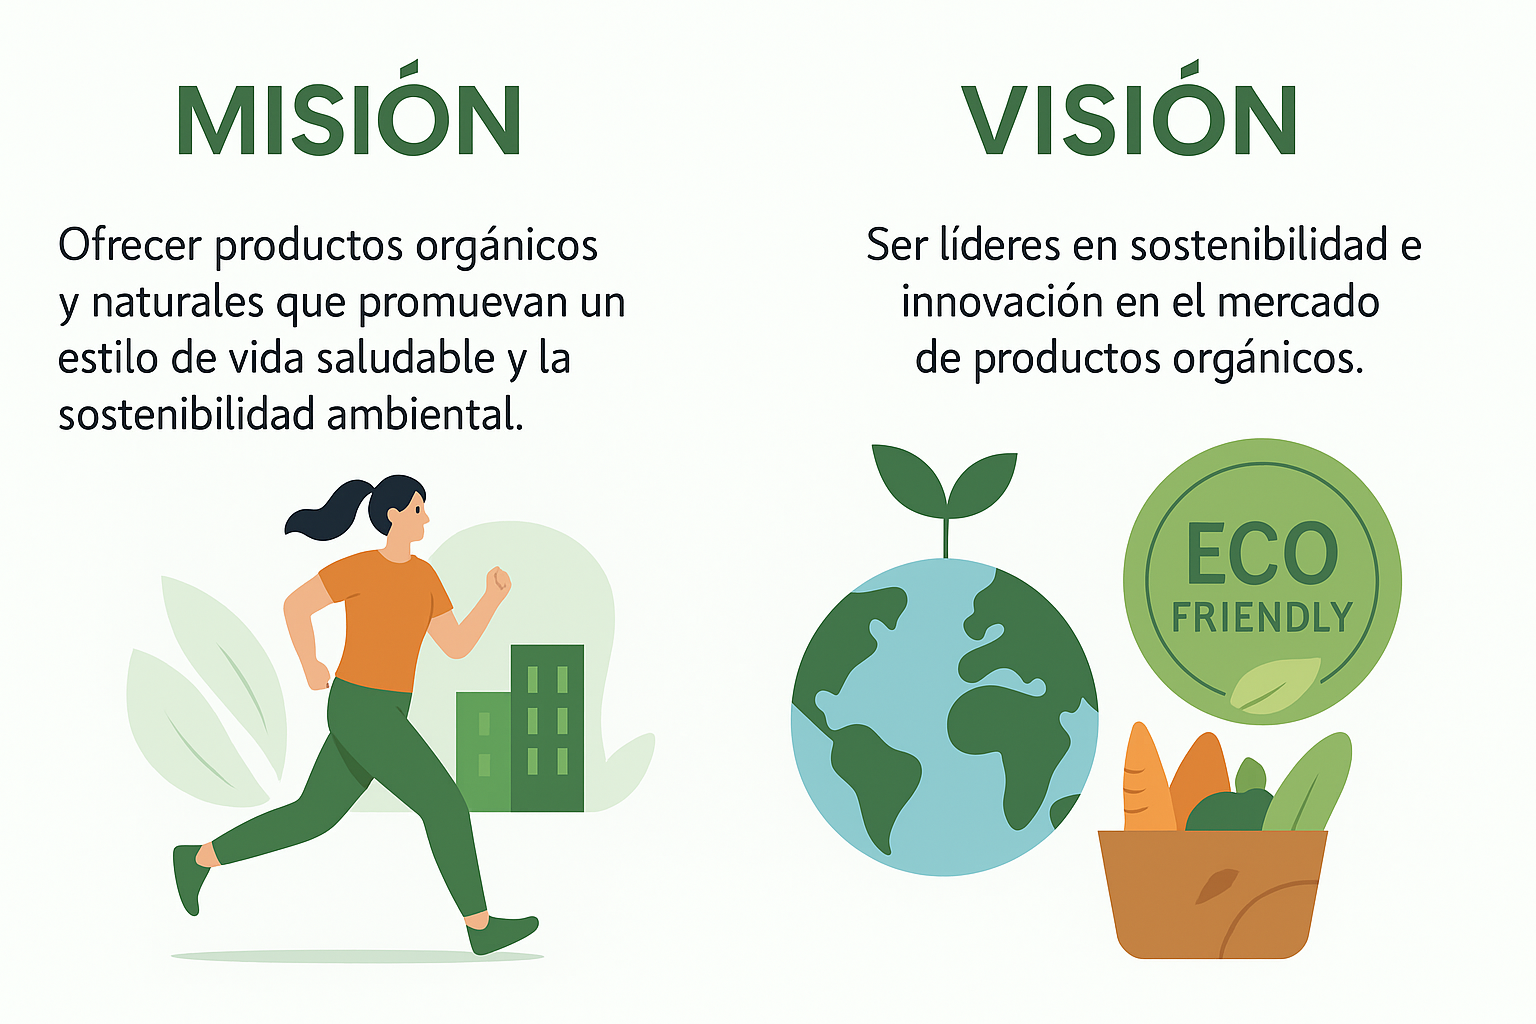 MISIÓN
Ofrecer productos orgánicos
y naturales que promuevan un
estilo de vida saludable y la
sostenibilidad ambiental.
VISIÓN
Ser líderes en sostenibilidad e
innovación en el mercado
de productos orgánicos.
ECO
FRIENDLY